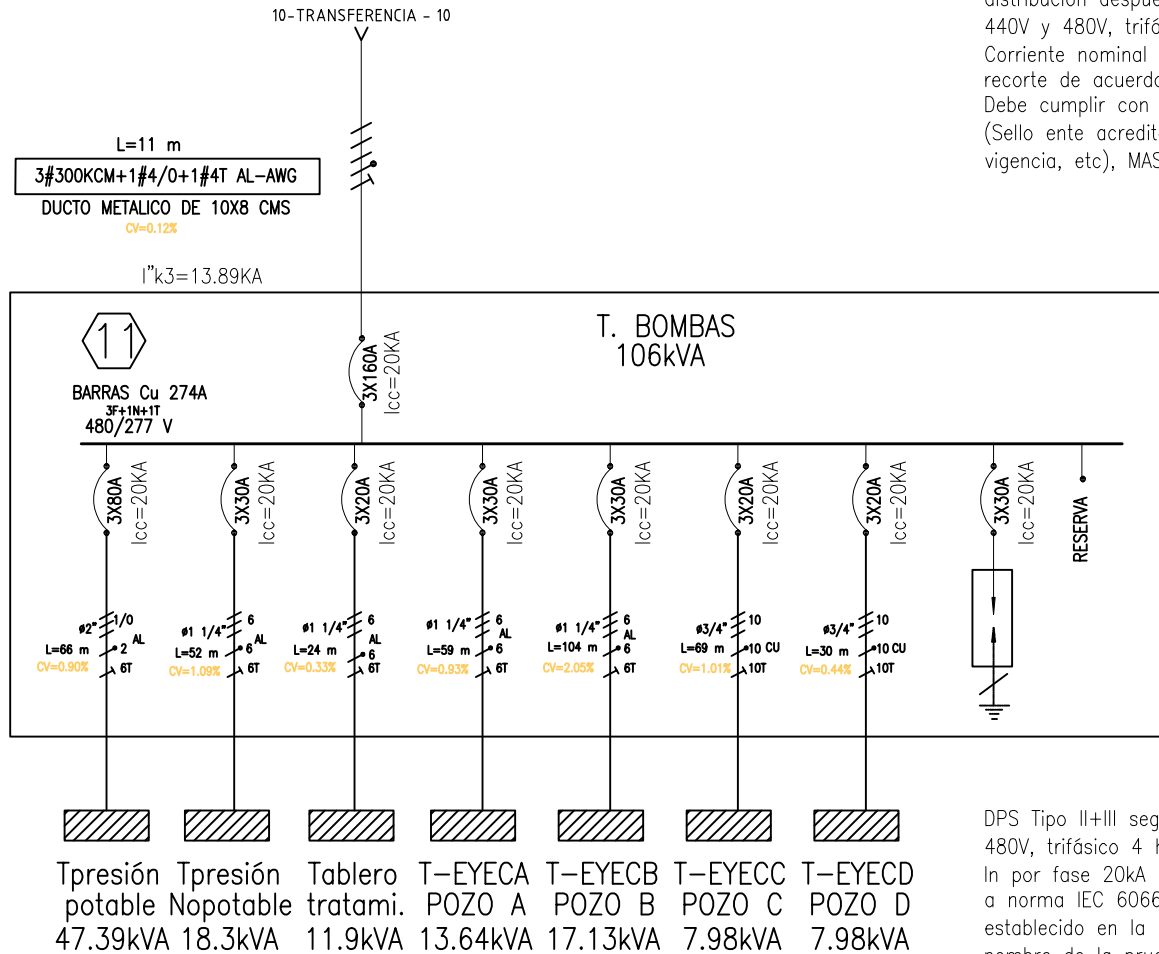 10-TRANSFERENCIA - 10
distribución despué
440V y 480V, trifá
Corriente nominal
recorte de acuerdo
Debe cumplir con
(Sello ente acredit
vigencia, etc), MAS
L=11 m
3#300KCM+1#4/0+1#4T AL-AWG
DUCTO METALICO DE 10X8 CMS
CV=0.12%
I"k3=13.89KA
11
T. BOMBAS
106kVA
3X160A
Icc=20KA
BARRAS Cu 274A
3F+1N+1T
480/277 V
3X80A
Icc=20KA
3X30A
Icc=20KA
3X20A
Icc=20KA
3X30A
Icc=20KA
3X30A
Icc=20KA
3X20A
Icc=20KA
3X20A
Icc=20KA
3X30A
Icc=20KA
RESERVA
ø2" 1/0
AL
L=66 m 2
CV=0.90% 6T
ø1 1/4" 6
AL
L=52 m 6
CV=1.09% 6T
ø1 1/4" 6
AL
L=24 m 6
CV=0.33% 6T
ø1 1/4" 6
AL
L=59 m 6
CV=0.93% 6T
ø1 1/4" 6
AL
L=104 m 6
CV=2.05% 6T
ø3/4" 10
L=69 m 10 CU
CV=1.01% 10T
ø3/4" 10
L=30 m 10 CU
CV=0.44% 10T
Tpresión
potable
47.39kVA
Tpresión
Nopotable
18.3kVA
Tablero
tratami.
11.9kVA
T-EYECA
POZO A
13.64kVA
T-EYECB
POZO B
17.13kVA
T-EYECC
POZO C
7.98kVA
T-EYECD
POZO D
7.98kVA
DPS Tipo II+III seg
480V, trifásico 4 h
In por fase 20kA
a norma IEC 6066
establecido en la
nombre de la prue